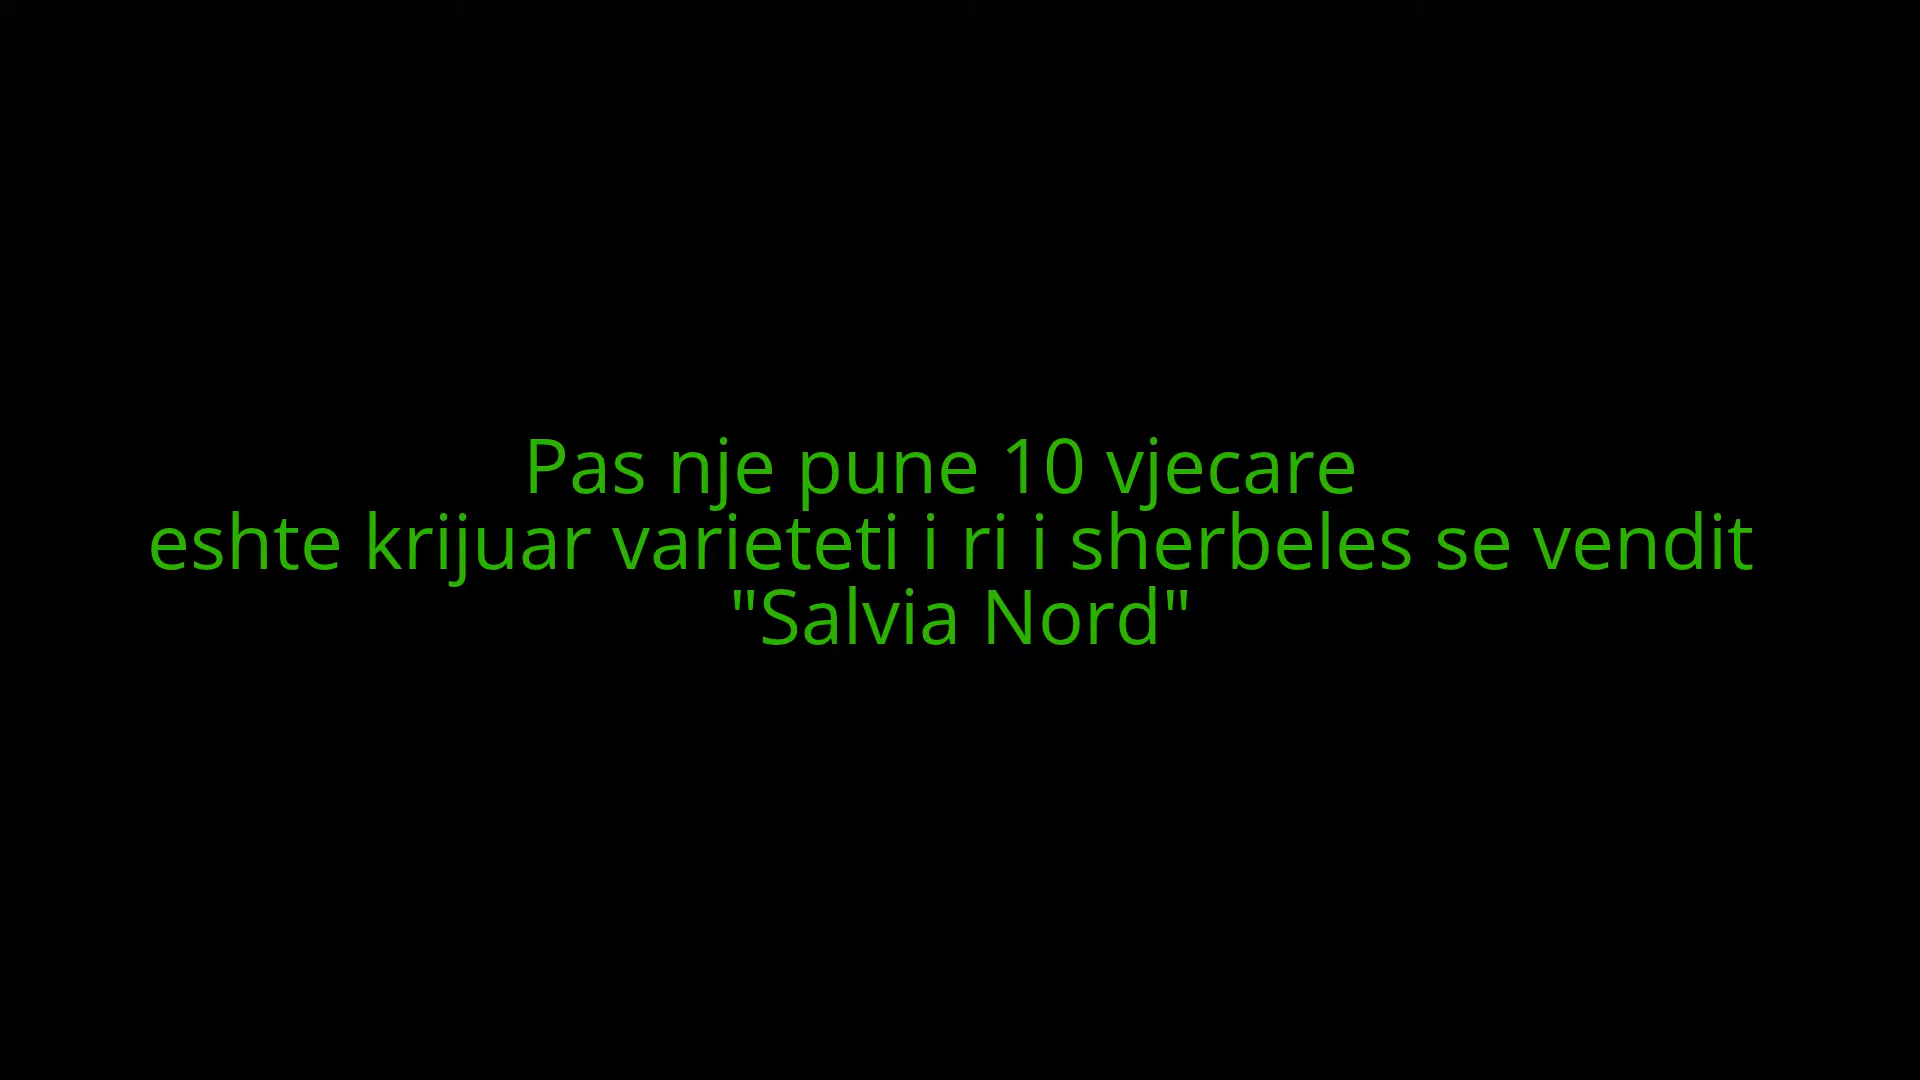 Pas nje pune 10 vjecare
eshte krijuar varieteti i ri i sherbeles se vendit
"Salvia Nord"